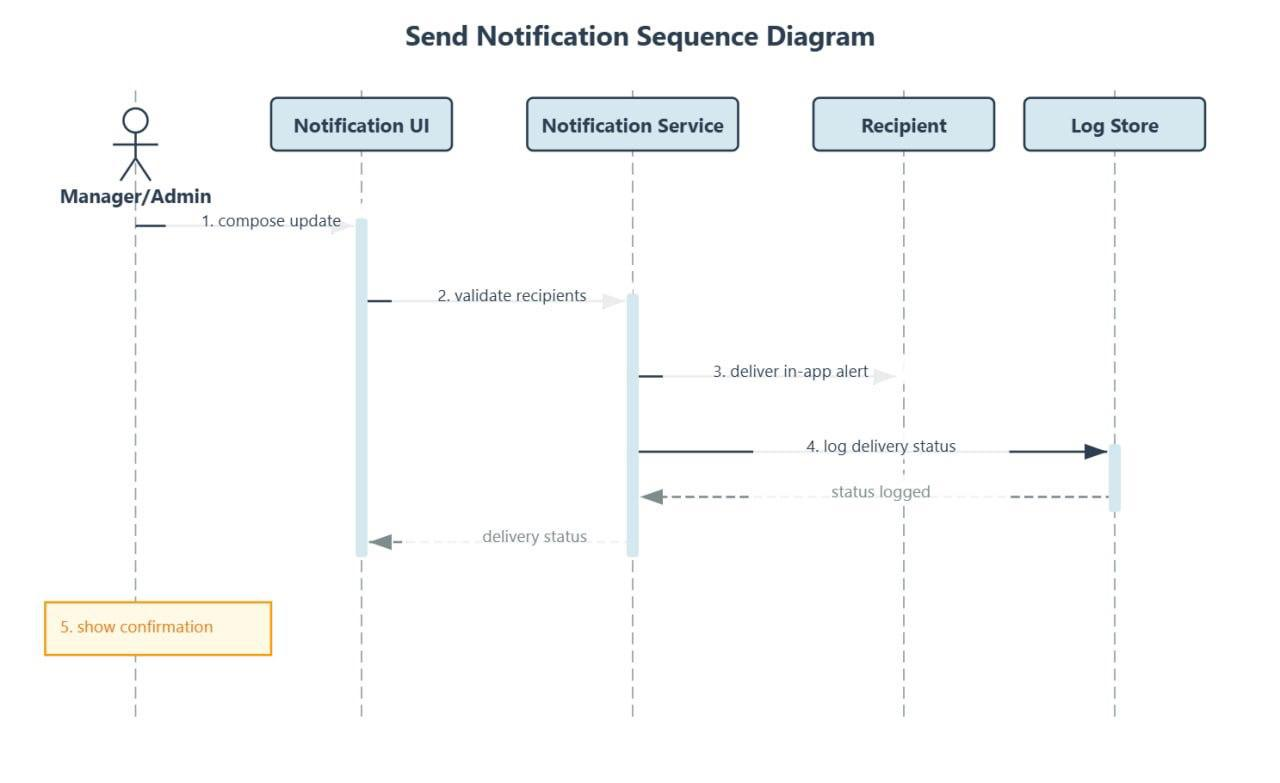 Send Notification Sequence Diagram
Manager/Admin
Notification UI
Notification Service
Recipient
Log Store
1. compose update
2. validate recipients
3. deliver in-app alert
4. log delivery status
status logged
delivery status
5. show confirmation